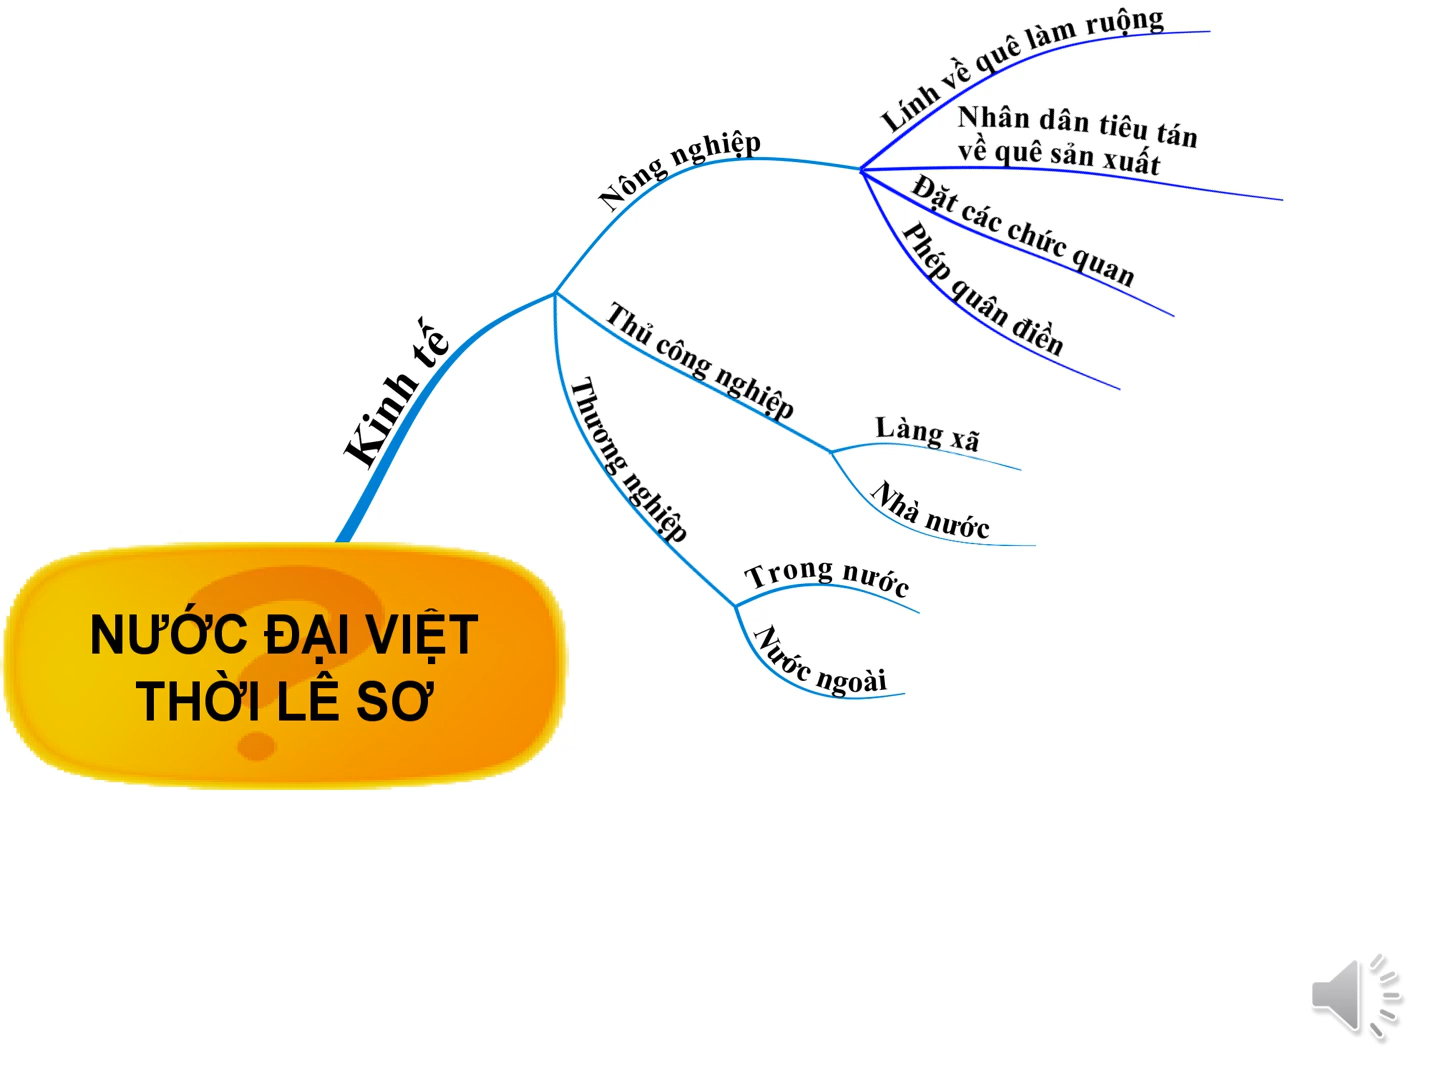 Lính về quê làm ruộng
Nhân dân tiêu tán
về quê sản xuất
Nông nghiệp
Đặt các chức quan
Phép quân điền
Kinh tế
Thủ công nghiệp
Làng xã
Nhà nước
Thương nghiệp
Trong nước
Nước ngoài
NƯỚC ĐẠI VIỆT
THỜI LÊ SƠ